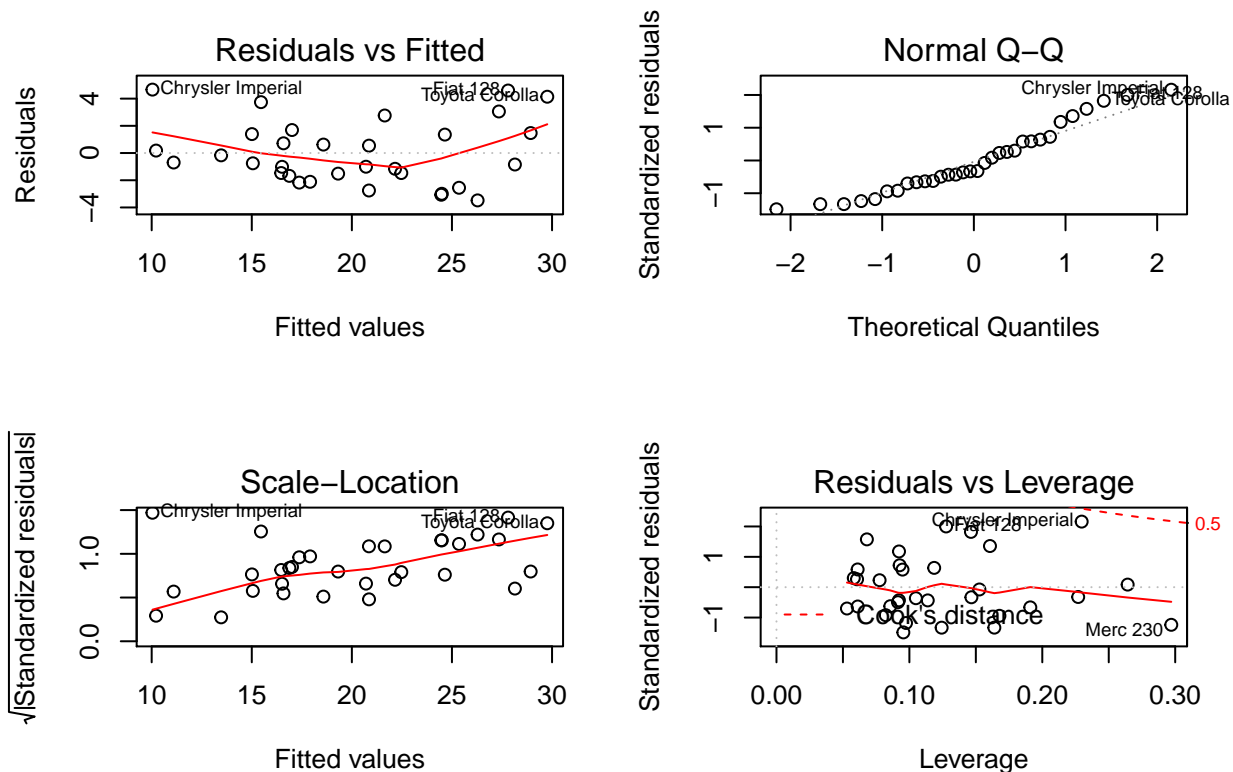 Residuals vs Fitted
Residuals
4
0
−4
Chrysler Imperial
Fiat 128
Toyota Corolla
10 15 20 25 30
Fitted values
Normal Q−Q
Standardized residuals
1
−1
Chrysler Imperial
Fiat 128
Toyota Corolla
−2 −1 0 1 2
Theoretical Quantiles
Scale−Location
√|Standardized residuals|
1.0
0.0
Chrysler Imperial
Fiat 128
Toyota Corolla
10 15 20 25 30
Fitted values
Residuals vs Leverage
Standardized residuals
1
−1
Chrysler Imperial
Fiat 128
0.5
Cook's distance
Merc 230
0.00 0.10 0.20 0.30
Leverage